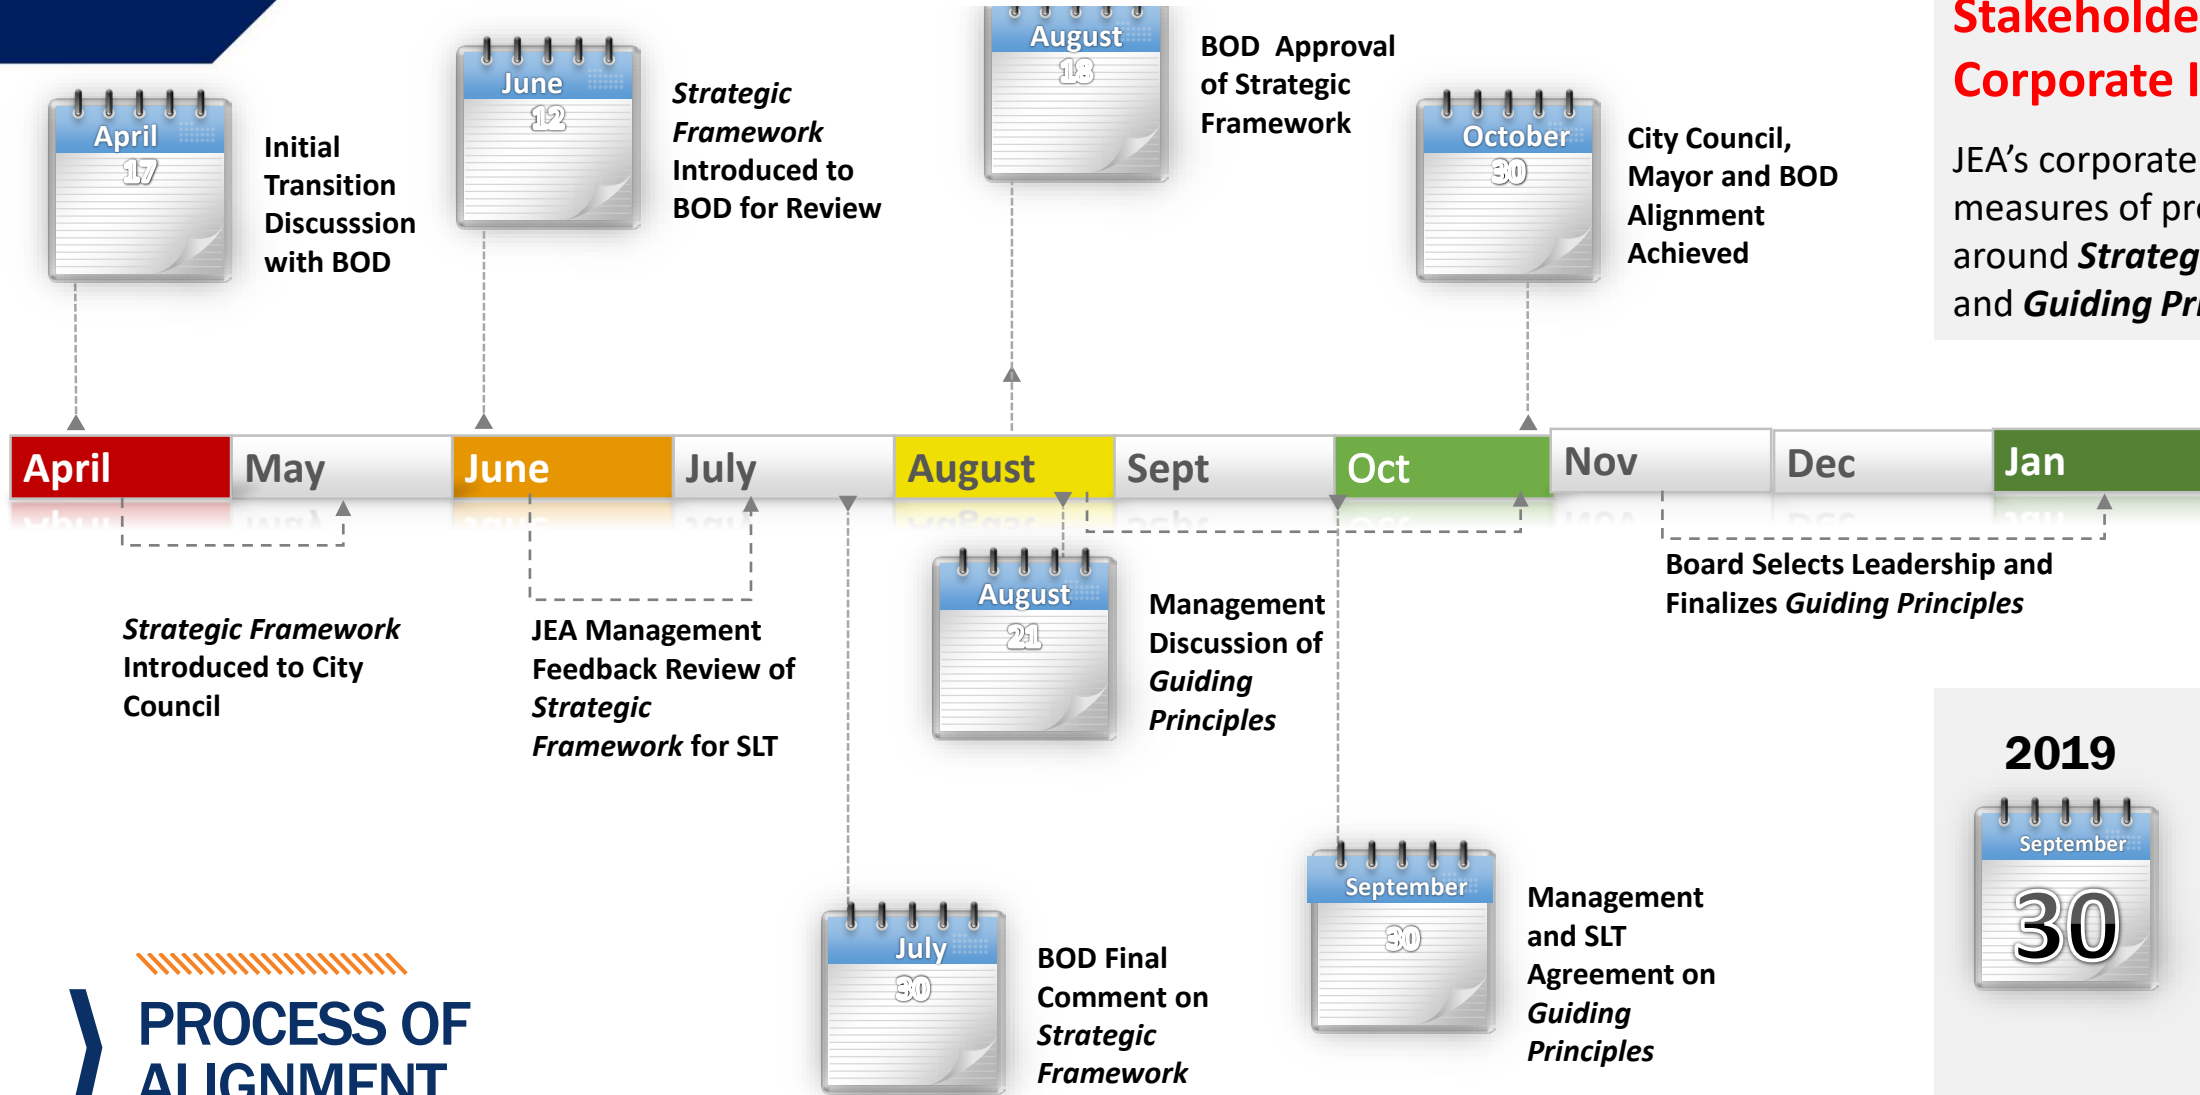 April
17
Initial
Transition
Discusssion
with BOD
June
12
Strategic
Framework
Introduced to
BOD for Review
August
18
BOD Approval
of Strategic
Framework
October
30
City Council,
Mayor and BOD
Alignment
Achieved
Corporate
JEA's corporate
measures of
around
and Guiding
April
May
June
July
August
Sept
Oct
Nov
Dec
Jan
Strategic Framework
Introduced to City
Council
JEA Management
Feedback Review of
Strategic
Framework for SLT
August
21
Management
Discussion of
Guiding
Principles
Board Selects Leadership and
Finalizes Guiding Principles
July
30
BOD Final
Comment on
Strategic
Framework
September
30
Management
and SLT
Agreement on
Guiding
Principles
2019
September
30
PROCESS OF
ALIGNMENT